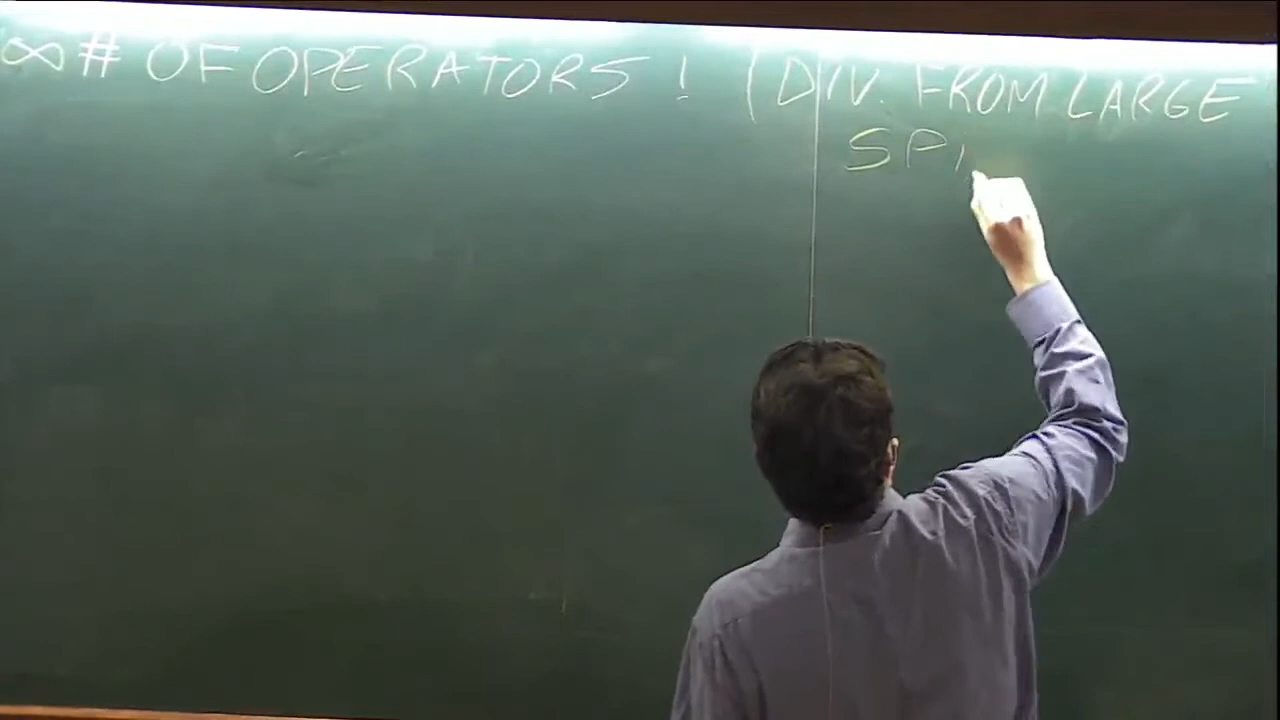 ∞ # OF OPERATORS ! (DIV. FROM LARGE
SPI